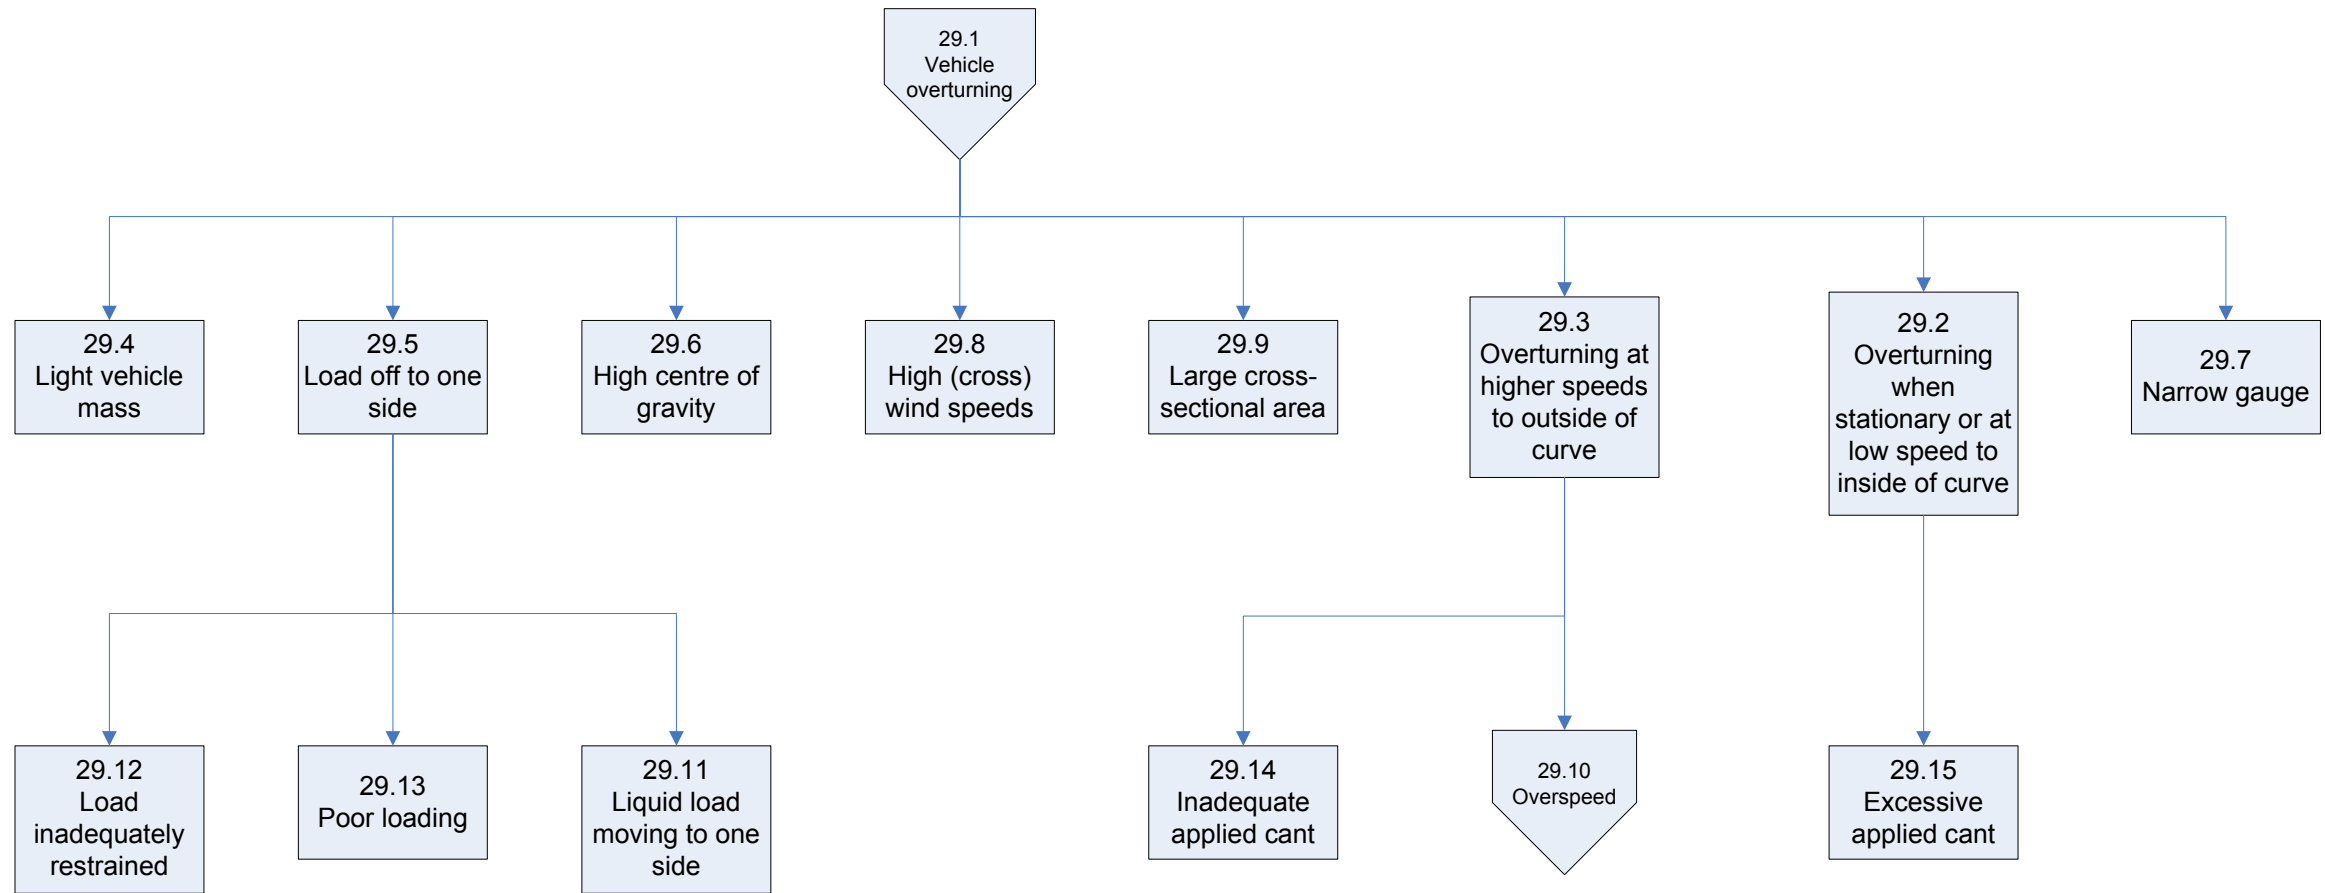 29.1
Vehicle
overturning
29.4
Light vehicle
mass
29.5
Load off to one
side
29.6
High centre of
gravity
29.8
High (cross)
wind speeds
29.9
Large cross-
sectional area
29.3
Overturning at
higher speeds
to outside of
curve
29.2
Overturning
when
stationary or at
low speed to
inside of curve
29.7
Narrow gauge
29.12
Load
inadequately
restrained
29.13
Poor loading
29.11
Liquid load
moving to one
side
29.14
Inadequate
applied cant
29.10
Overspeed
29.15
Excessive
applied cant